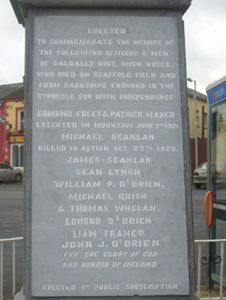 ERECTED
TO COMMEMORATE THE MEMORY OF
THE FOLLOWING OFFICERS & MEN
OF GALBALLY DIST. IRISH VOLRS.
WHO DIED ON SCAFFOLD, FIELD AND
FROM HARDSHIPS ENDURED IN THE
STRUGGLE FOR IRISH INDEPENDENCE
EDMOND FOLEY & PATRICK MAHER
EXECUTED IN MOUNTJOY JUNE 7TH 1921
MICHAEL SCANLAN
KILLED IN ACTION OCT. 27TH 1920.
JAMES SCANLAN
SEAN LYNCH
WILLIAM P. O'BRIEN,
MICHAEL QUISH
& THOMAS WHELAN,
EDMOND O'BRIEN
LIAM FRAHER
JOHN J. O'BRIEN
FOR THE GLORY OF GOD
AND HONOUR OF IRELAND
ERECTED BY PUBLIC SUBSCRIPTION